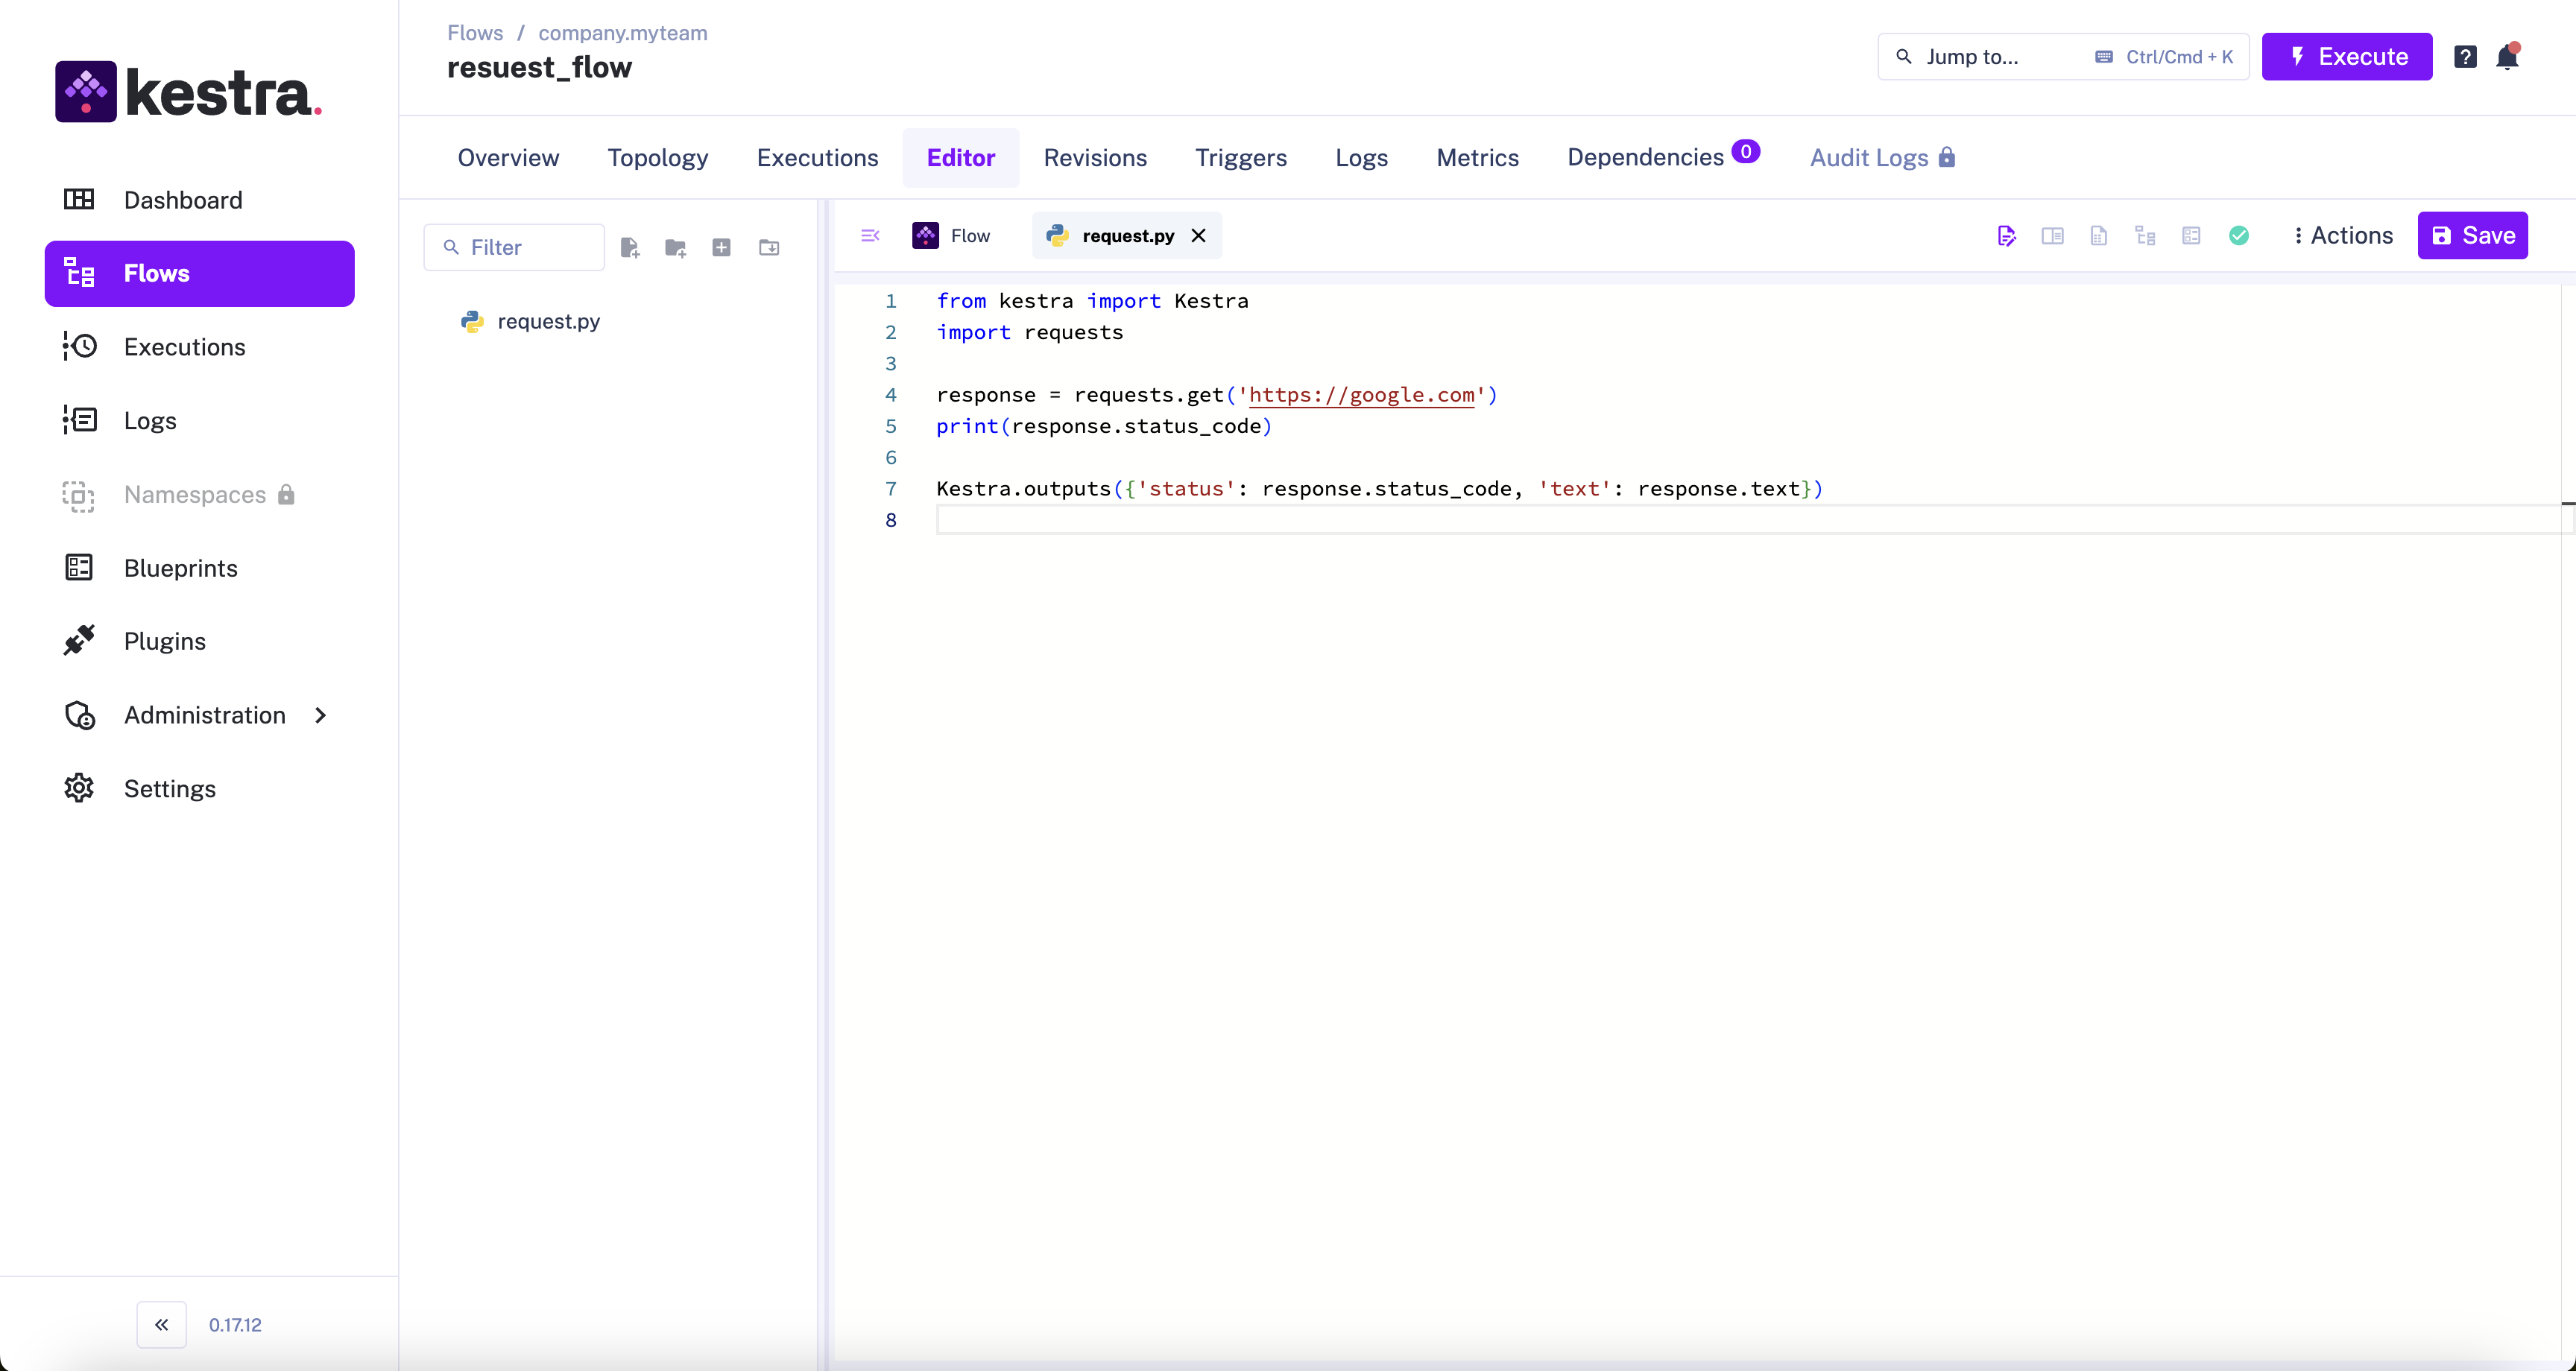 kestra.
Dashboard
Flows
Executions
Logs
Namespaces
Blueprints
Plugins
Administration
Settings
0.17.12
Flows / company.myteam
resuest_flow
Jump to... Ctrl/Cmd + K
Execute
Overview Topology Executions Editor Revisions Triggers Logs Metrics Dependencies 0 Audit Logs
Filter
request.py
Flow request.py
Actions Save
1 from kestra import Kestra
2 import requests
3
4 response = requests.get('https://google.com')
5 print(response.status_code)
6
7 Kestra.outputs({'status': response.status_code, 'text': response.text})
8